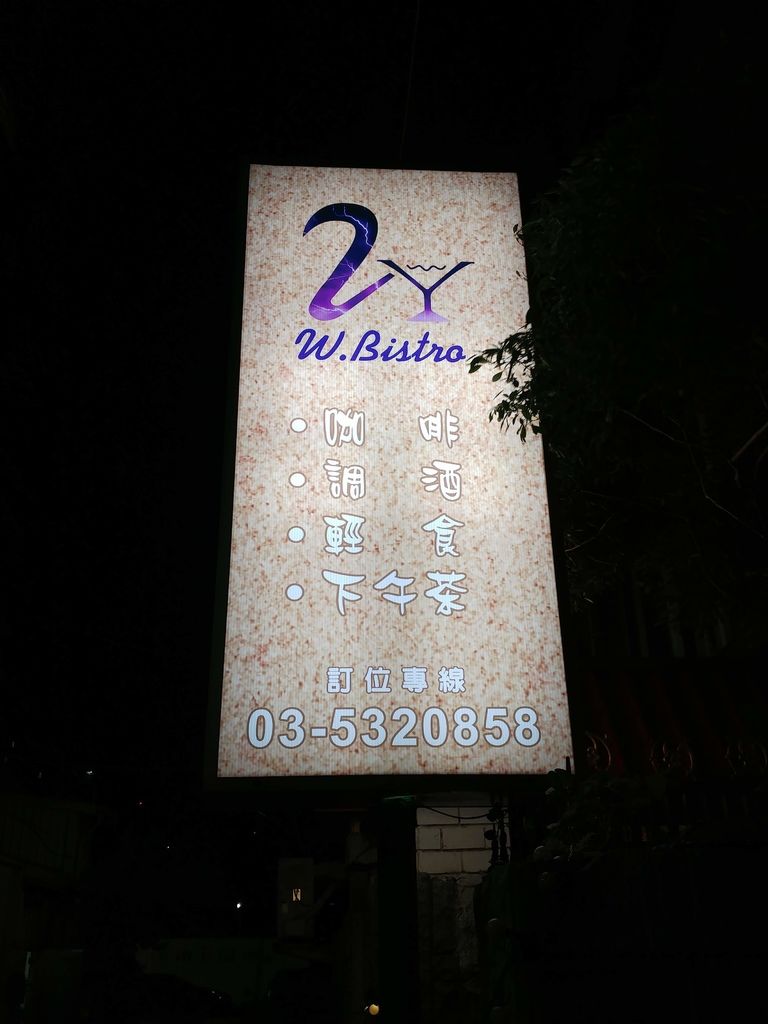 W.Bistro
• 咖 啡
• 調 酒
• 輕 食
• 下午茶
訂位專線
03-5320858